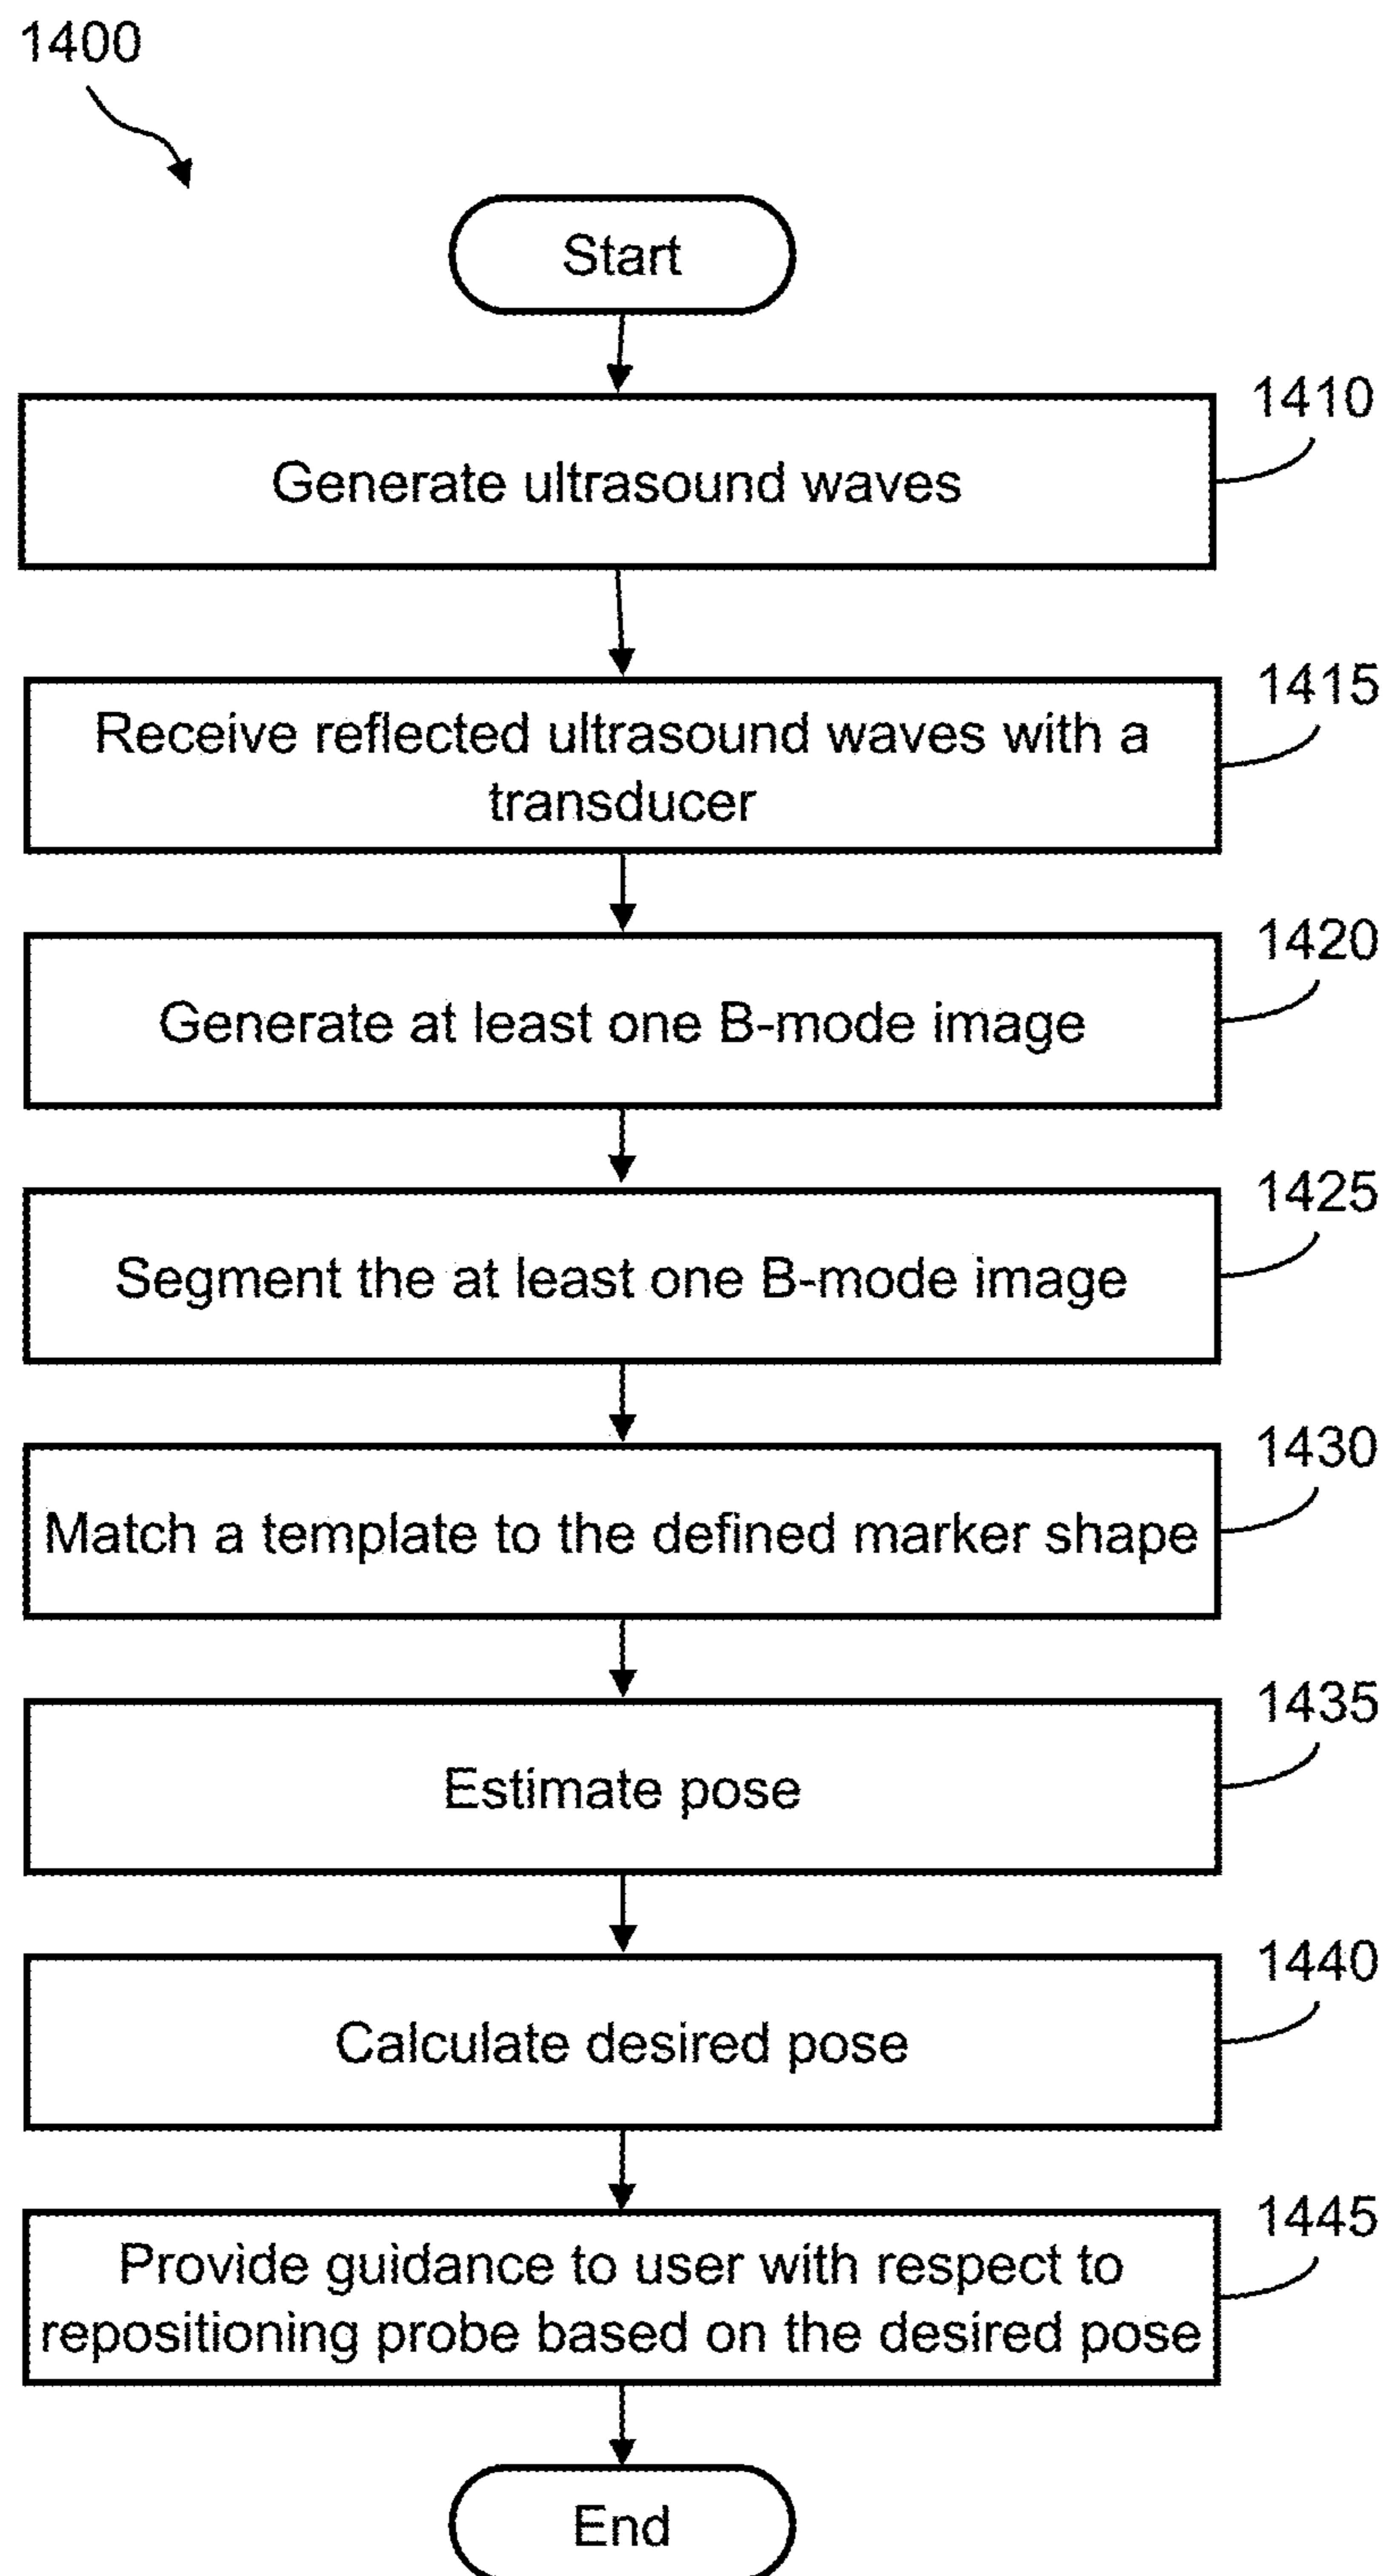 1400
Start
1410
Generate ultrasound waves
1415
Receive reflected ultrasound waves with a
transducer
1420
Generate at least one B-mode image
1425
Segment the at least one B-mode image
1430
Match a template to the defined marker shape
1435
Estimate pose
1440
Calculate desired pose
1445
Provide guidance to user with respect to
repositioning probe based on the desired pose
End